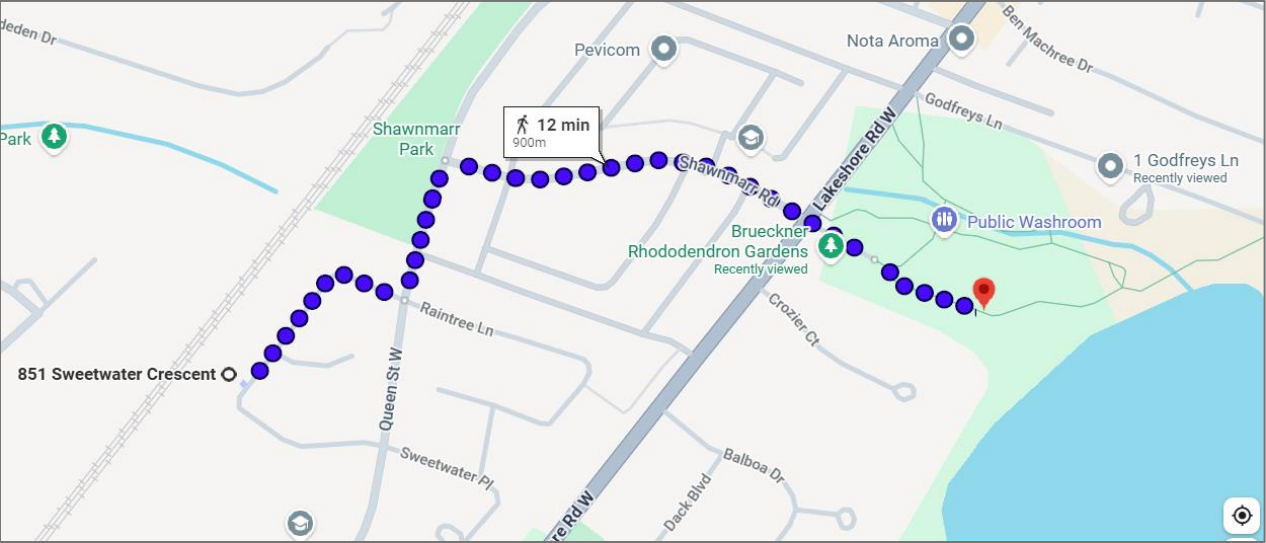 deden Dr
Ben Machree Dr
Nota Aroma
Pevicom
Godfreys Ln
12 min
900m
Park
Shawnmarr
Park
Shawnmarr Rd
Lakeshore Rd W
1 Godfreys Ln
Recently viewed
Public Washroom
Brueckner
Rhododendron Gardens
Recently viewed
Raintree Ln
Crozier Ct
851 Sweetwater Crescent
Queen St W
Sweetwater Pl
Balboa Dr
Dack Blvd
re Rd W